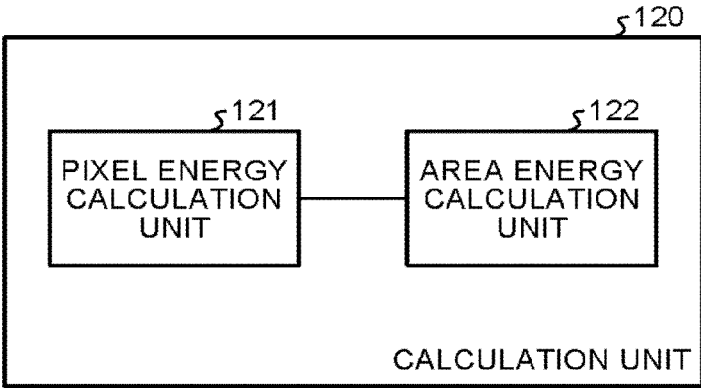 120
121
122
PIXEL ENERGY
CALCULATION
UNIT
AREA ENERGY
CALCULATION
UNIT
CALCULATION UNIT